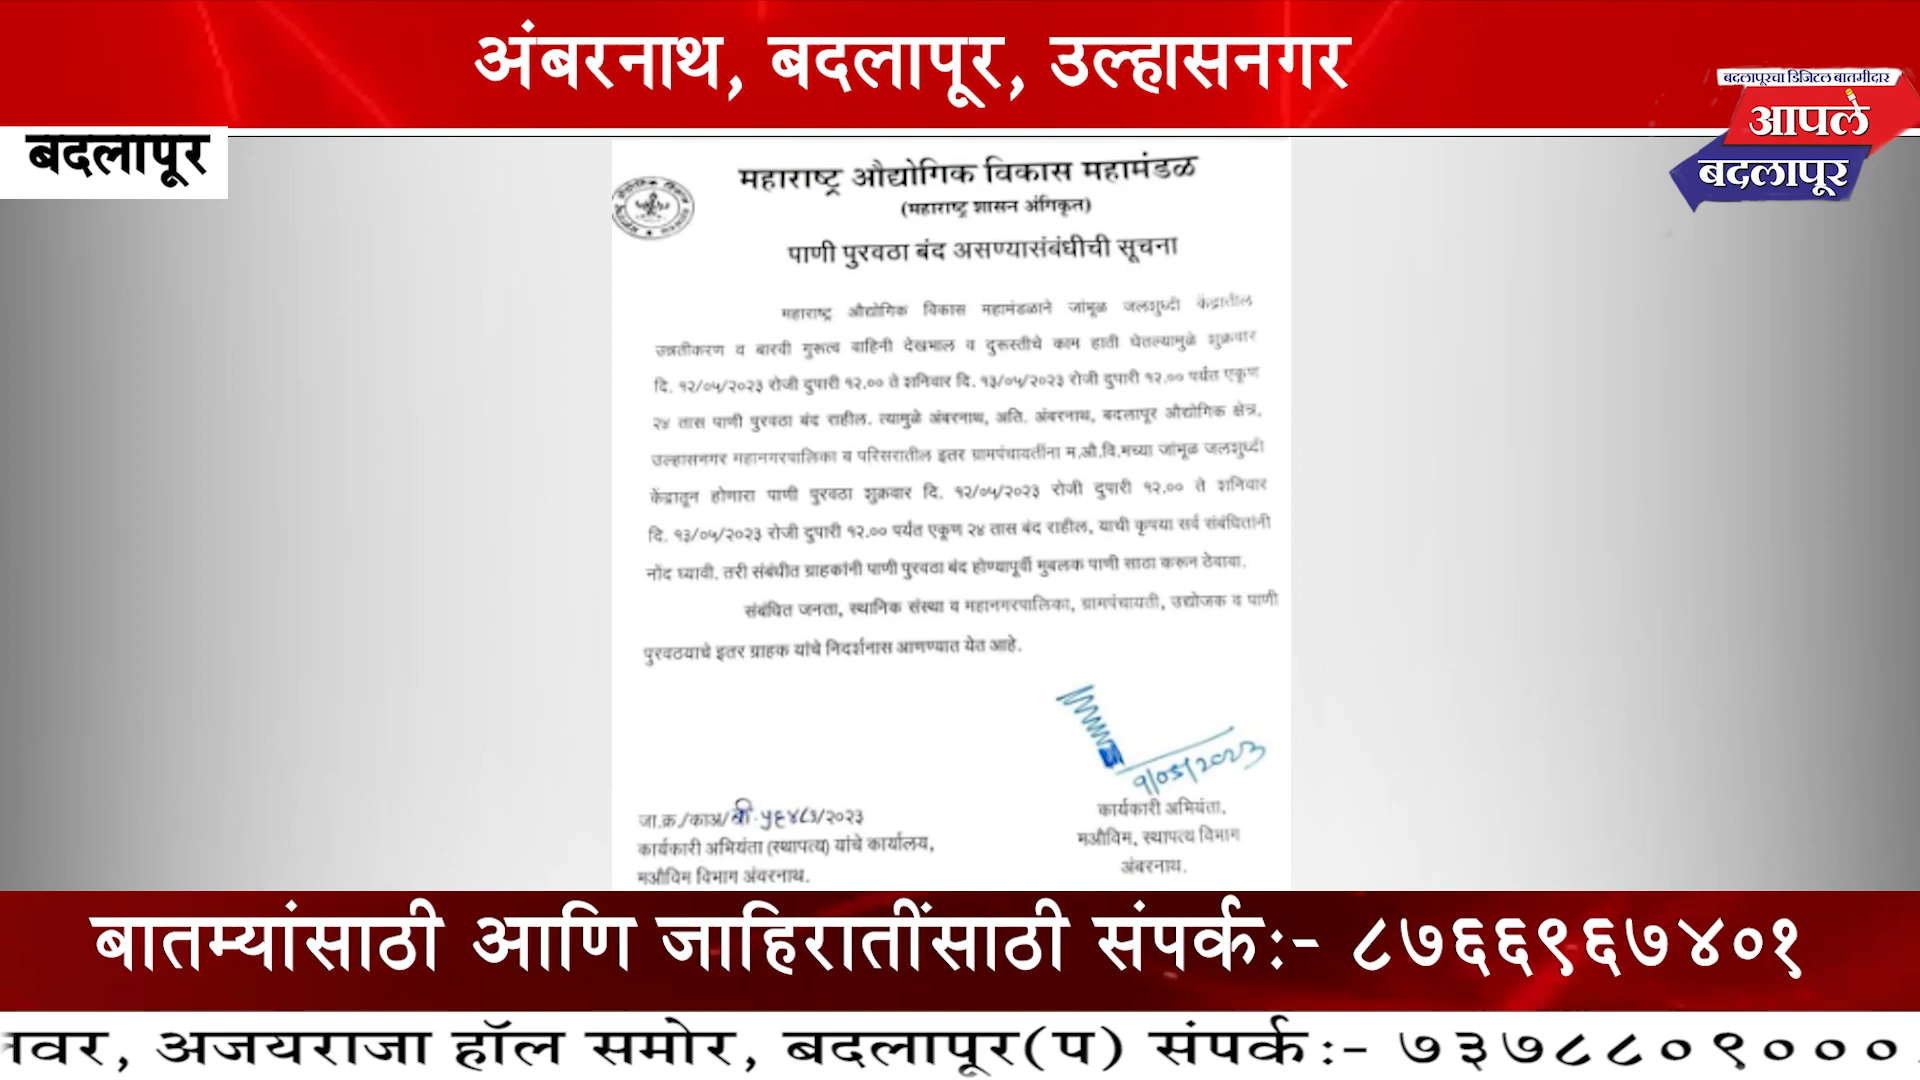 अंबरनाथ, बदलापूर, उल्हासनगर
बदलापूरचा डिजिटल बातमीदार
आपले
बदलापूर
बदलापूर
महाराष्ट्र औद्योगिक विकास महामंडळ
(महाराष्ट्र शासन अंगिकृत)
पाणी पुरवठा बंद असण्यासंबंधीची सूचना
महाराष्ट्र औद्योगिक विकास महामंडळाने जांभूळ जलशुध्दी केंद्रातील
उन्नतीकरण व बारवी गुरूत्व वाहिनी देखभाल व दुरूस्तीचे काम हाती घेतल्यामुळे शुक्रवार
दि. १२/०५/२०२३ रोजी दुपारी १२.०० ते शनिवार दि. १३/०५/२०२३ रोजी दुपारी १२.०० पर्यंत एकूण
२४ तास पाणी पुरवठा बंद राहील. त्यामुळे अंबरनाथ, अति. अंबरनाथ, बदलापूर औद्योगिक क्षेत्र,
उल्हासनगर महानगरपालिका व परिसरातील इतर ग्रामपंचायतींना म.औ.वि.मच्या जांभूळ जलशुध्दी
केंद्रातून होणारा पाणी पुरवठा शुक्रवार दि. १२/०५/२०२३ रोजी दुपारी १२.०० ते शनिवार
दि. १३/०५/२०२३ रोजी दुपारी १२.०० पर्यंत एकूण २४ तास बंद राहील, याची कृपया सर्व संबंधितांनी
नोंद घ्यावी. तरी संबंधीत ग्राहकांनी पाणी पुरवठा बंद होण्यापूर्वी मुबलक पाणी साठा करून ठेवावा.
संबंधित जनता, स्थानिक संस्था व महानगरपालिका, ग्रामपंचायती, उद्योजक व पाणी
पुरवठयाचे इतर ग्राहक यांचे निदर्शनास आणण्यात येत आहे.
९/०५/२०२३
जा.क्र./काअ/बी-५६४८३/२०२३
कार्यकारी अभियंता (स्थापत्य) यांचे कार्यालय,
मऔविम विभाग अंबरनाथ.
कार्यकारी अभियंता,
मऔविम, स्थापत्य विभाग
अंबरनाथ.
बातम्यांसाठी आणि जाहिरातींसाठी संपर्क:- ८७६६९६७४०१
वर, अजयराजा हॉल समोर, बदलापूर(प) संपर्क:- ७३७८८०९०००